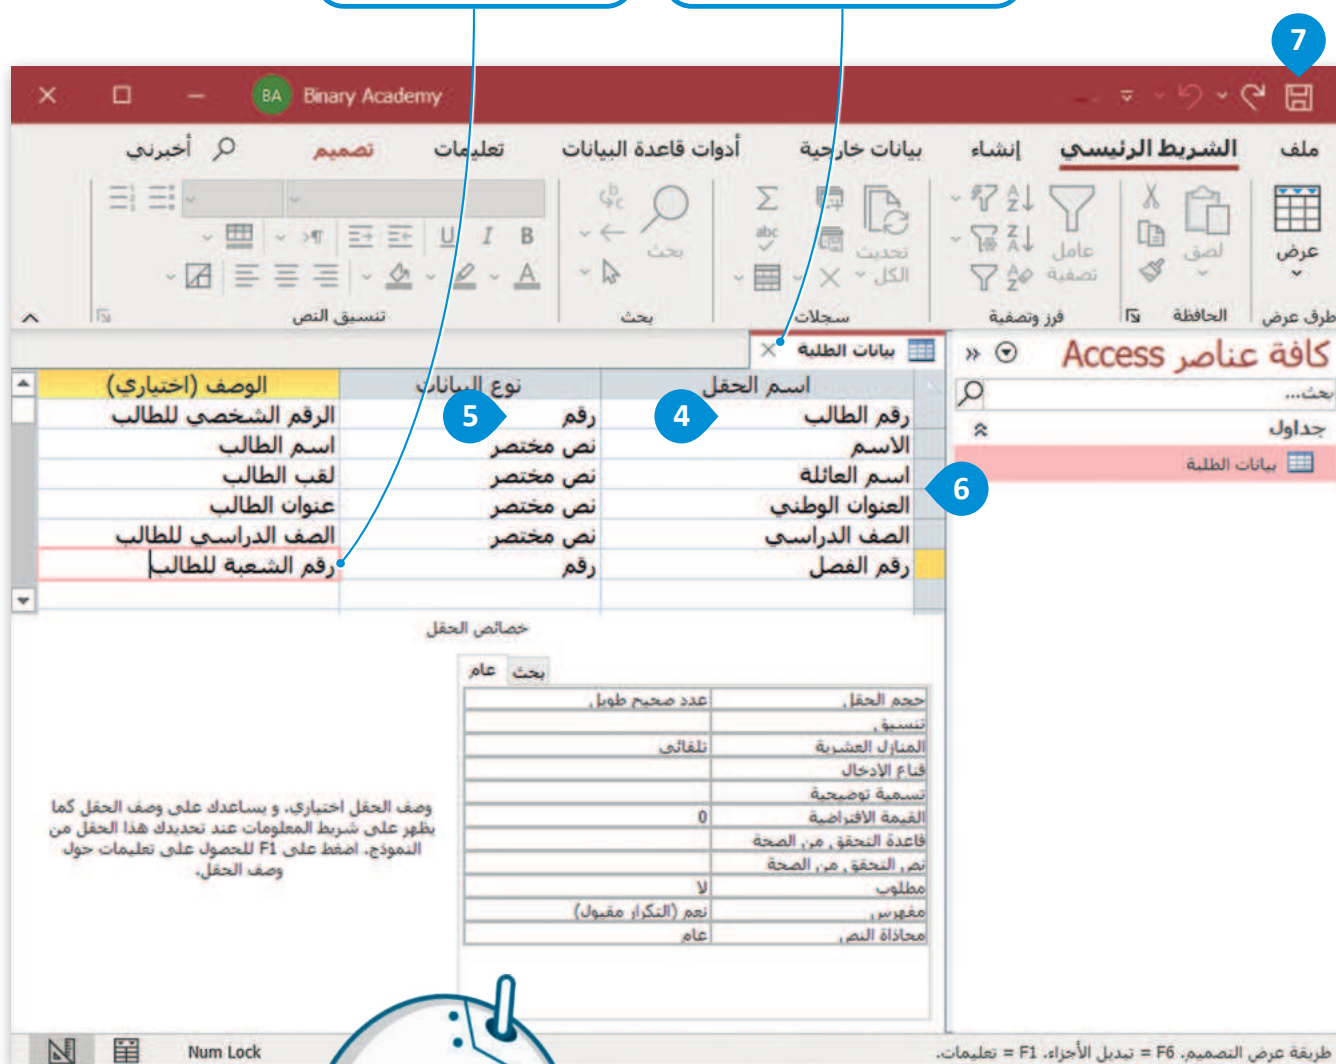 7
BA Binary Academy
ملف الشريط الرئيسي إنشاء بيانات خارجية أدوات قاعدة البيانات تعليمات تصميم أخبرني
عرض
لصق
عامل تصفية
تحديث الكل
abc
بحث
B I U
A
طرق عرض الحافظة فرز وتصفية سجلات بحث تنسيق النص
كافة عناصر Access
بحث...
جداول
بيانات الطلبة
بيانات الطلبة
اسم الحقل نوع البيانات الوصف (اختياري)
رقم الطالب 4 رقم 5 الرقم الشخصي للطالب
الاسم نص مختصر اسم الطالب
اسم العائلة نص مختصر لقب الطالب
6
العنوان الوطني نص مختصر عنوان الطالب
الصف الدراسي نص مختصر الصف الدراسي للطالب
رقم الفصل رقم رقم الشعبة للطالب
خصائص الحقل
عام بحث
حجم الحقل عدد صحيح طويل
تنسيق
المنازل العشرية تلقائي
قناع الادخال
تسمية توضيحية
القيمة الافتراضية 0
قاعدة التحقق من الصحة
نص التحقق من الصحة
مطلوب لا
مفهرس نعم (التكرار مقبول)
محاذاة النص عام
وصف الحقل اختياري، و يساعدك على وصف الحقل كما
يظهر على شريط المعلومات عند تحديدك هذا الحقل من
النموذج. اضغط على F1 للحصول على تعليمات حول
وصف الحقل.
طريقة عرض التصميم. F6 = تبديل الأجزاء. F1 = تعليمات.
Num Lock